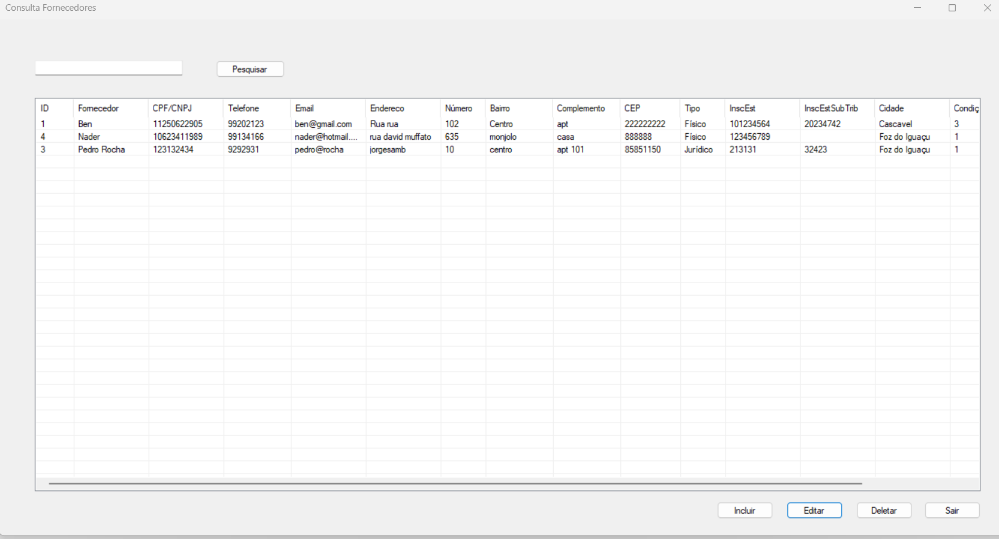 Consulta Fornecedores
Pesquisar
ID Fornecedor CPF/CNPJ Telefone Email Endereco Número Bairro Complemento CEP Tipo InscEst InscEstSubTrib Cidade Condiç
1 Ben 11250622905 99202123 ben@gmail.com Rua rua 102 Centro apt 222222222 Físico 101234564 20234742 Cascavel 3
4 Nader 10623411989 99134166 nader@hotmail.... rua david muffato 635 monjolo casa 888888 Físico 123456789 Foz do Iguaçu 1
3 Pedro Rocha 123132434 9292931 pedro@rocha jorgesamb 10 centro apt 101 85851150 Jurídico 213131 32423 Foz do Iguaçu 1
Incluir Editar Deletar Sair